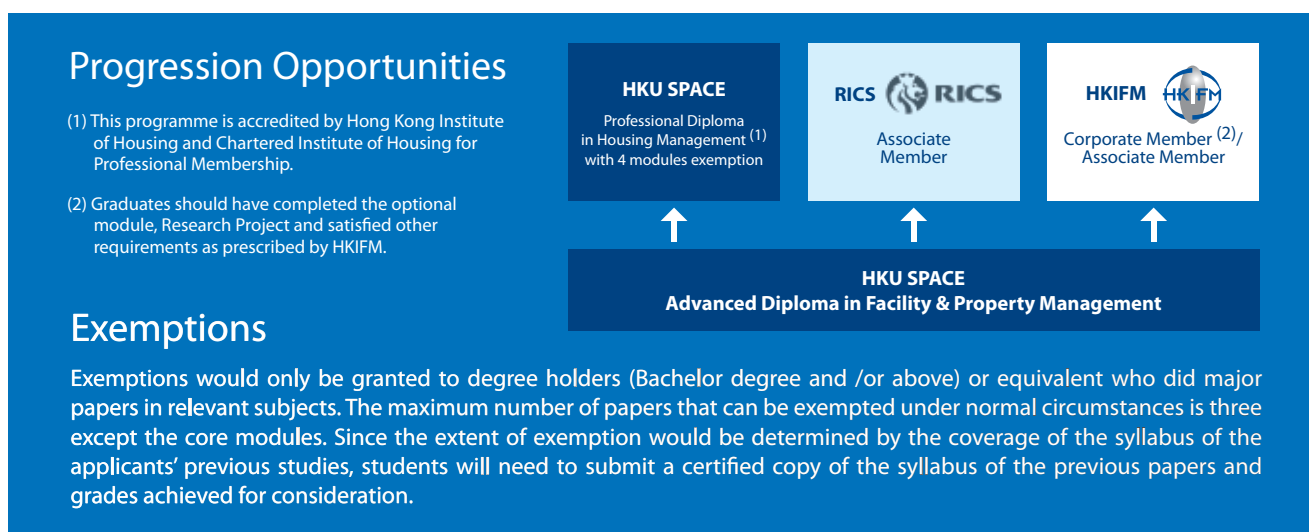 Progression Opportunities
(1) This programme is accredited by Hong Kong Institute
of Housing and Chartered Institute of Housing for
Professional Membership.
(2) Graduates should have completed the optional
module, Research Project and satisfied other
requirements as prescribed by HKIFM.
HKU SPACE
Professional Diploma
in Housing Management (1)
with 4 modules exemption
RICS RICS
Associate
Member
HKIFM HKIFM
Corporate Member (2)/
Associate Member
HKU SPACE
Advanced Diploma in Facility & Property Management
Exemptions
Exemptions would only be granted to degree holders (Bachelor degree and /or above) or equivalent who did major
papers in relevant subjects. The maximum number of papers that can be exempted under normal circumstances is three
except the core modules. Since the extent of exemption would be determined by the coverage of the syllabus of the
applicants' previous studies, students will need to submit a certified copy of the syllabus of the previous papers and
grades achieved for consideration.